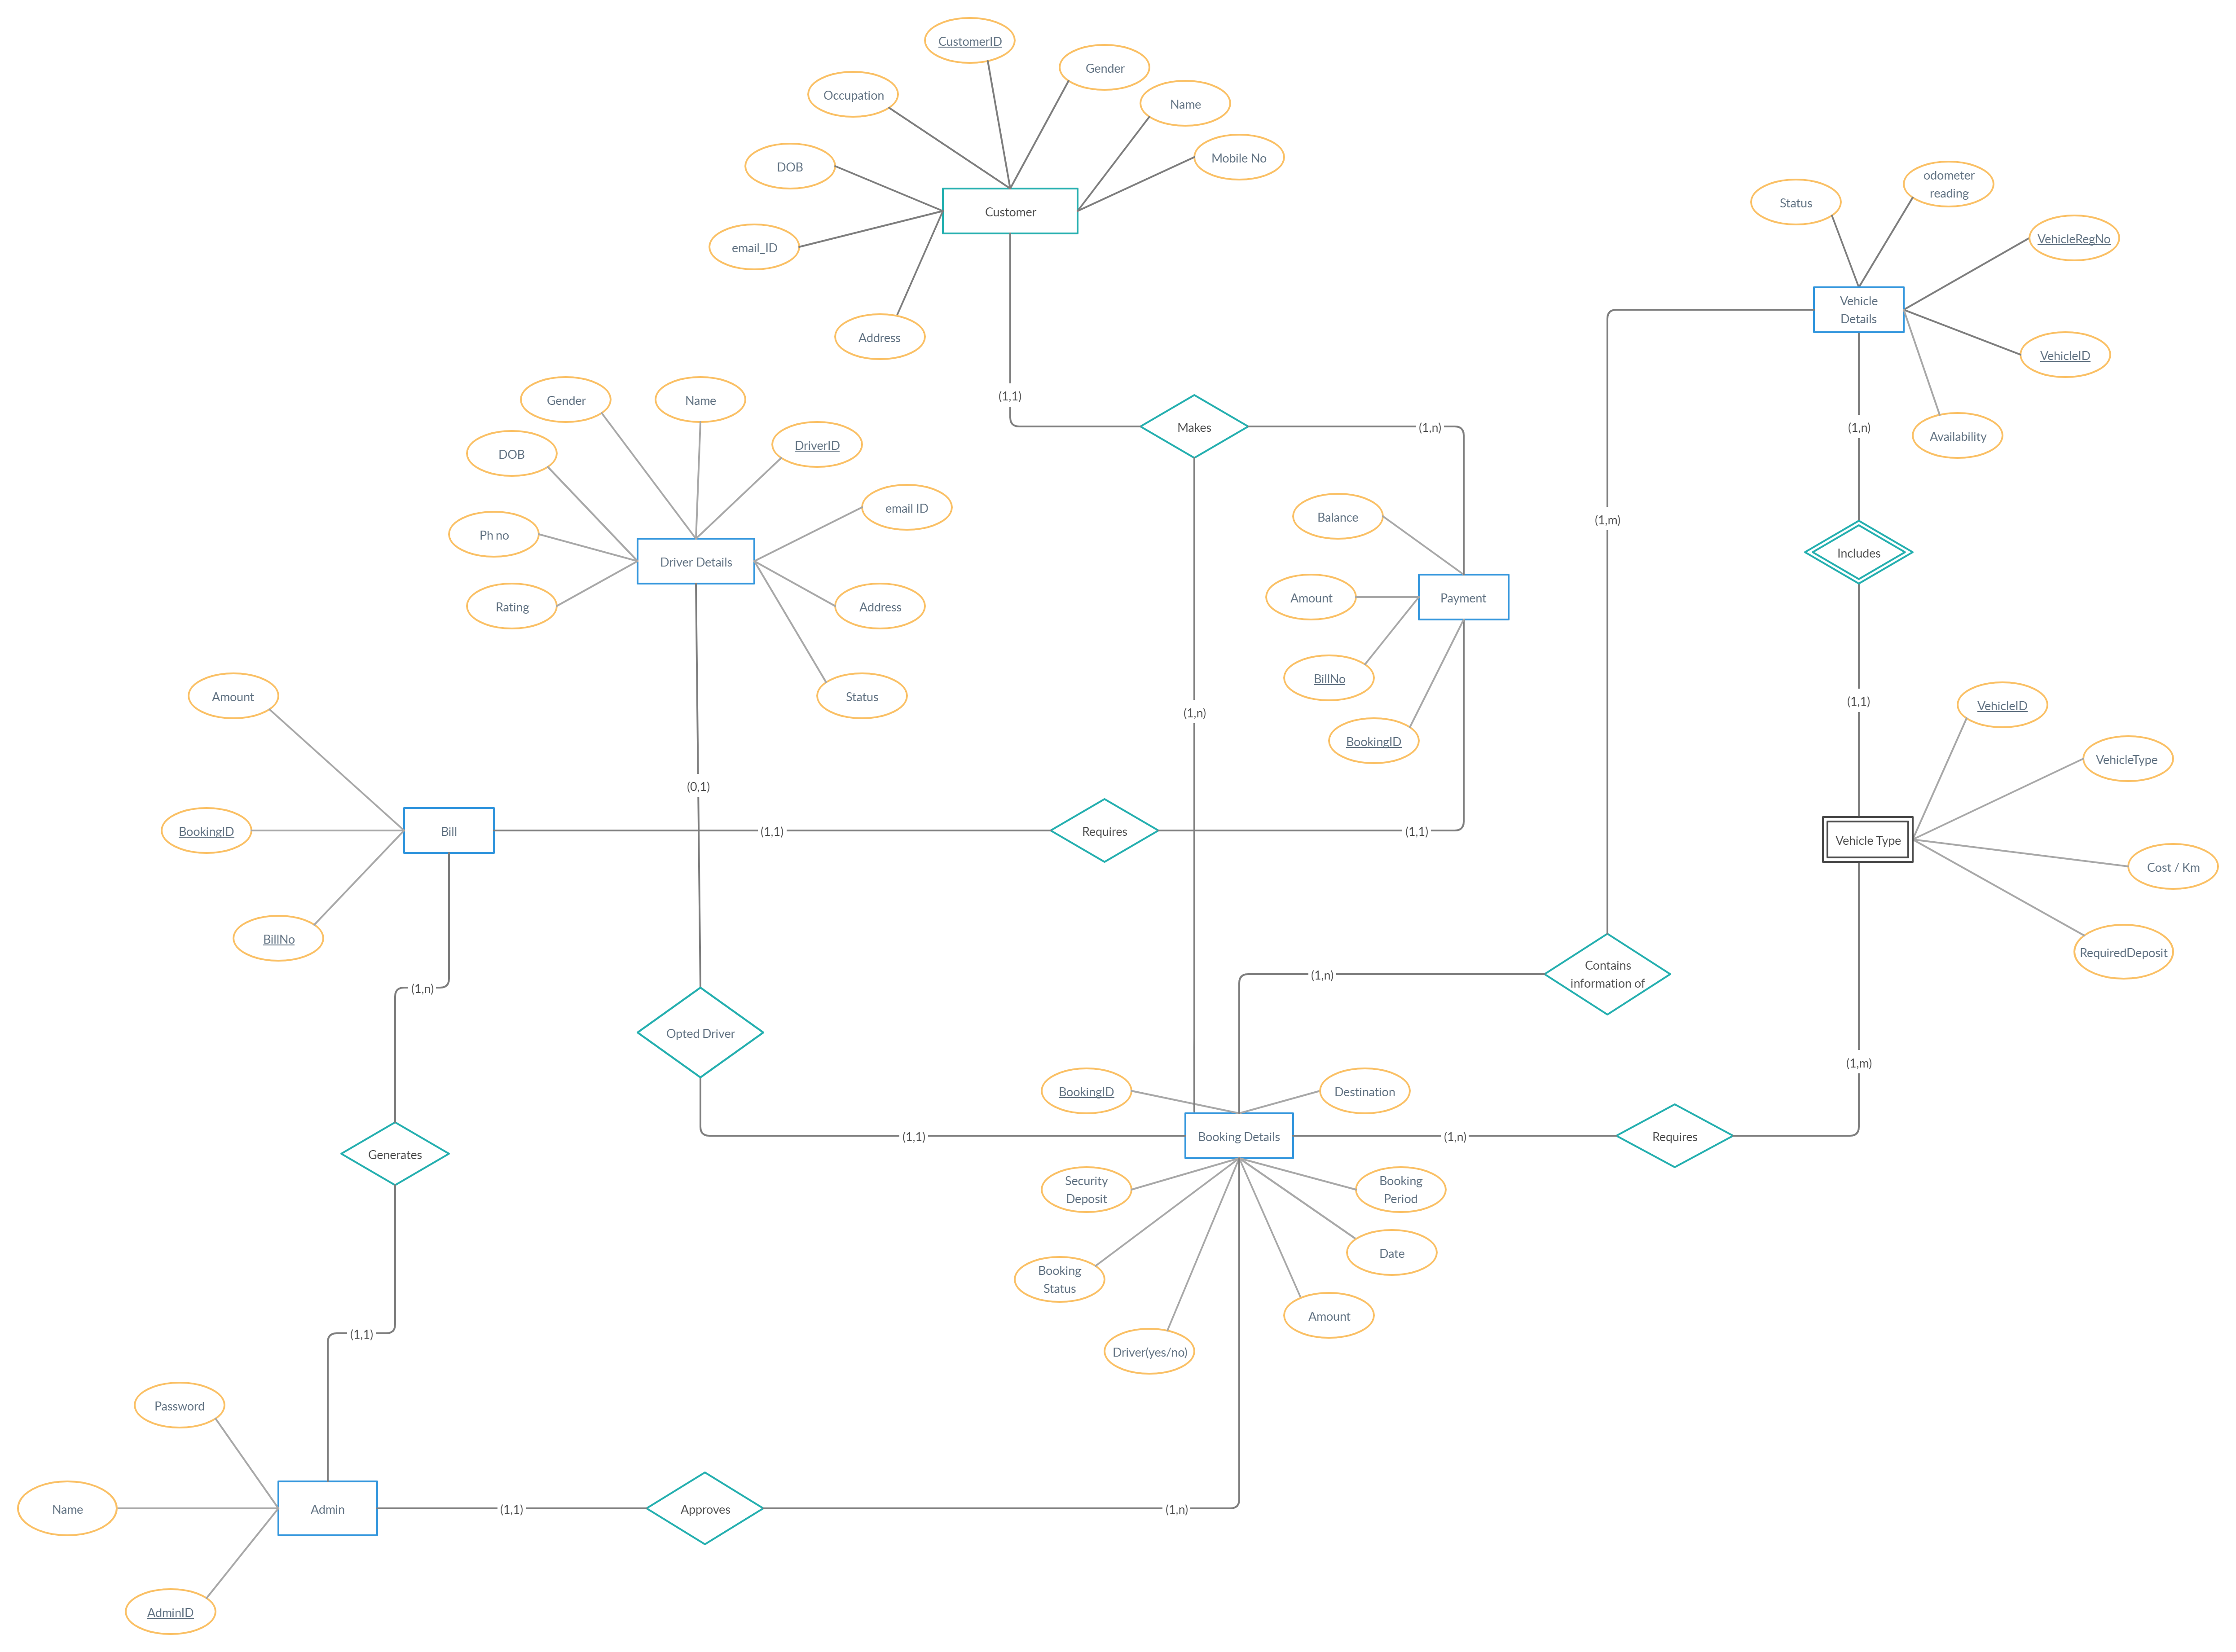 CustomerID
Gender
Occupation
Name
Mobile No
DOB
Customer
email_ID
Address
odometer
reading
Status
VehicleRegNo
Vehicle
Details
VehicleID
Availability
(1,1)
Makes
(1,n)
(1,n)
Gender
Name
DriverID
DOB
email ID
Ph no
Driver Details
Rating
Address
Status
Balance
Amount
Payment
BillNo
BookingID
(1,m)
Includes
(1,1)
(1,n)
VehicleID
VehicleType
Vehicle Type
Cost / Km
RequiredDeposit
Amount
BookingID
Bill
BillNo
(0,1)
(1,1)
Requires
(1,1)
(1,n)
Opted Driver
(1,n)
Contains
information of
(1,m)
BookingID
Destination
(1,1)
Booking Details
(1,n)
Requires
Generates
Security
Deposit
Booking
Period
Booking
Status
Date
Driver(yes/no)
Amount
(1,1)
Password
Name
Admin
AdminID
(1,1)
Approves
(1,n)